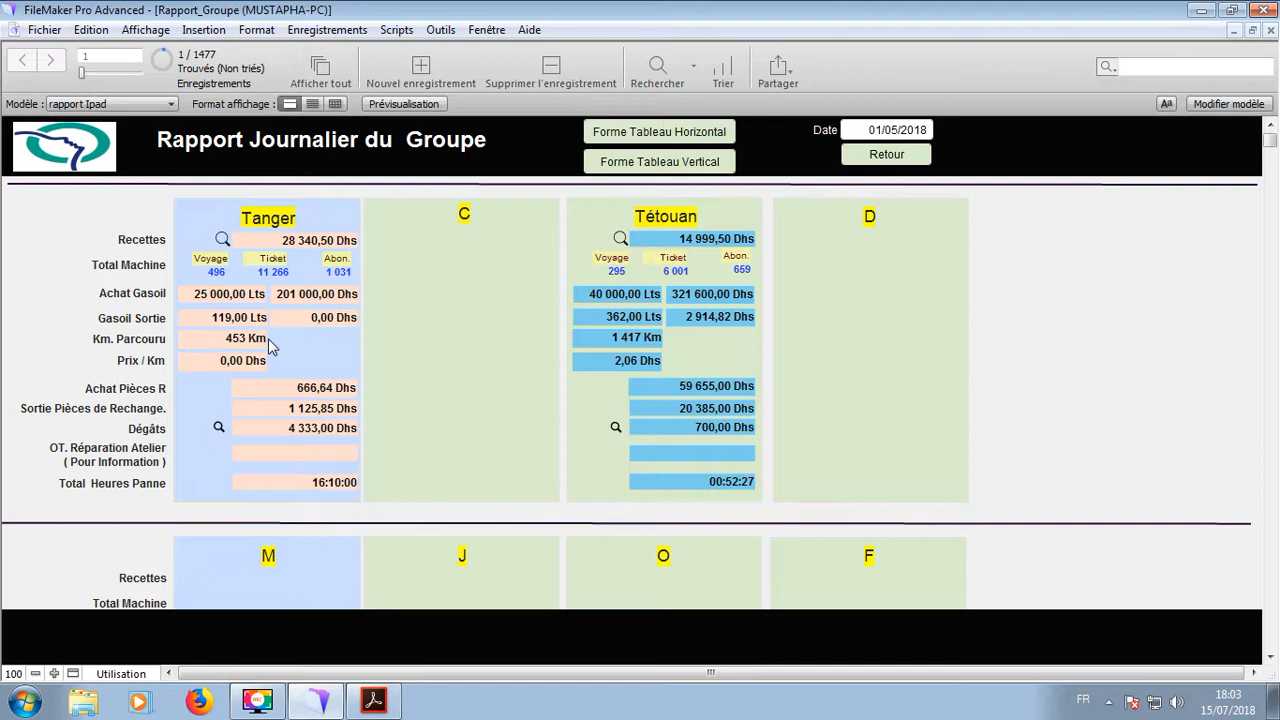 FileMaker Pro Advanced - [Rapport_Groupe (MUSTAPHA-PC)]
Fichier Edition Affichage Insertion Format Enregistrements Scripts Outils Fenêtre Aide
1
1 / 1477
Trouvés (Non triés)
Enregistrements
Afficher tout
Nouvel enregistrement
Supprimer l'enregistrement
Rechercher
Trier
Partager
Modèle : rapport Ipad
Format affichage :
Prévisualisation
Aa
Modifier modèle
Rapport Journalier du Groupe
Forme Tableau Horizontal
Forme Tableau Vertical
Date 01/05/2018
Retour
Tanger C Tétouan D
Recettes 28 340,50 Dhs 14 999,50 Dhs
Total Machine
Voyage Ticket Abon. Voyage Ticket Abon.
496 11 266 1 031 295 6 001 659
Achat Gasoil 25 000,00 Lts 201 000,00 Dhs 40 000,00 Lts 321 600,00 Dhs
Gasoil Sortie 119,00 Lts 0,00 Dhs 362,00 Lts 2 914,82 Dhs
Km. Parcouru 453 Km 1 417 Km
Prix / Km 0,00 Dhs 2,06 Dhs
Achat Pièces R 666,64 Dhs 59 655,00 Dhs
Sortie Pièces de Rechange. 1 125,85 Dhs 20 385,00 Dhs
Dégâts 4 333,00 Dhs 700,00 Dhs
OT. Réparation Atelier
( Pour Information )
Total Heures Panne 16:10:00 00:52:27
M J O F
Recettes
Total Machine
100
Utilisation
FR
18:03
15/07/2018